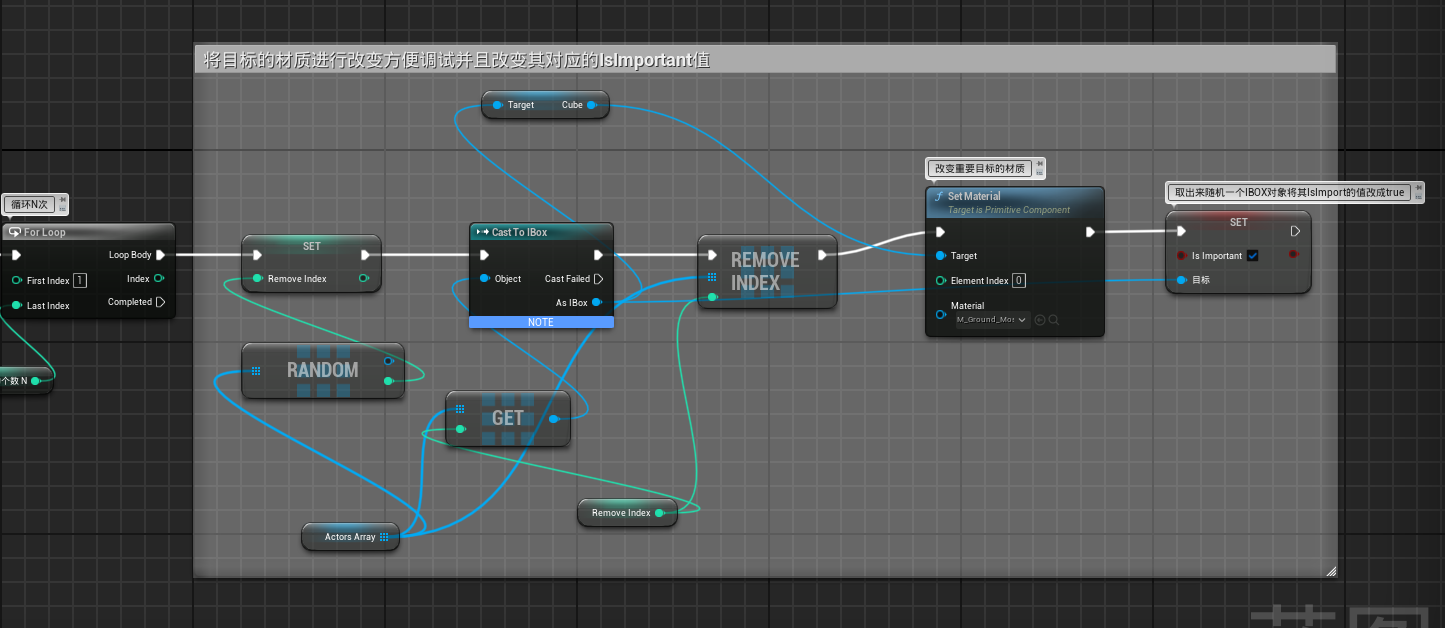 将目标的材质进行改变方便调试并且改变其对应的IsImportant值
Target Cube
改变重要目标的材质
取出来随机一个IBOX对象将其IsImport的值改成true
循环N次
For Loop
Loop Body
First Index 1 Index
Last Index Completed
个数 N
SET
Remove Index
Cast To IBox
Object Cast Failed
As IBox
NOTE
REMOVE
INDEX
f Set Material
Target is Primitive Component
Target
Element Index 0
Material
M_Ground_Mos
SET
Is Important
目标
RANDOM
GET
Remove Index
Actors Array